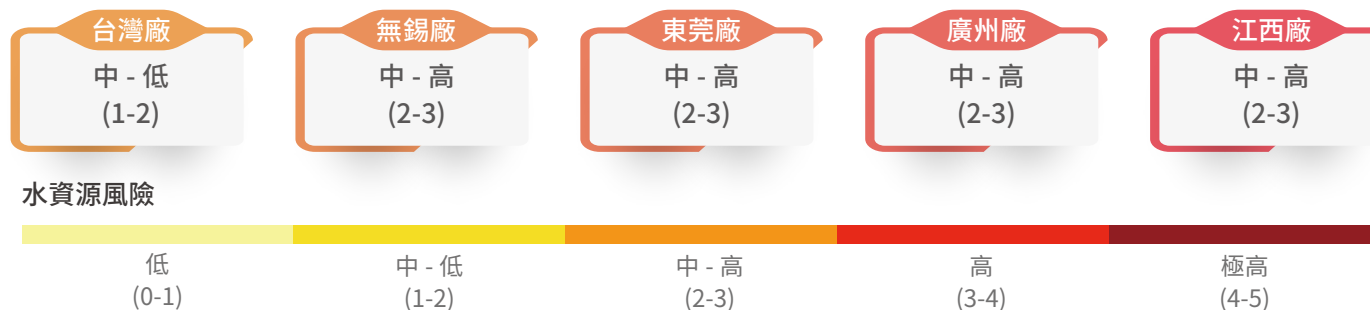 台灣廠
中 - 低
(1-2)
無錫廠
中 - 高
(2-3)
東莞廠
中 - 高
(2-3)
廣州廠
中 - 高
(2-3)
江西廠
中 - 高
(2-3)
水資源風險
低
(0-1)
中 - 低
(1-2)
中 - 高
(2-3)
高
(3-4)
極高
(4-5)